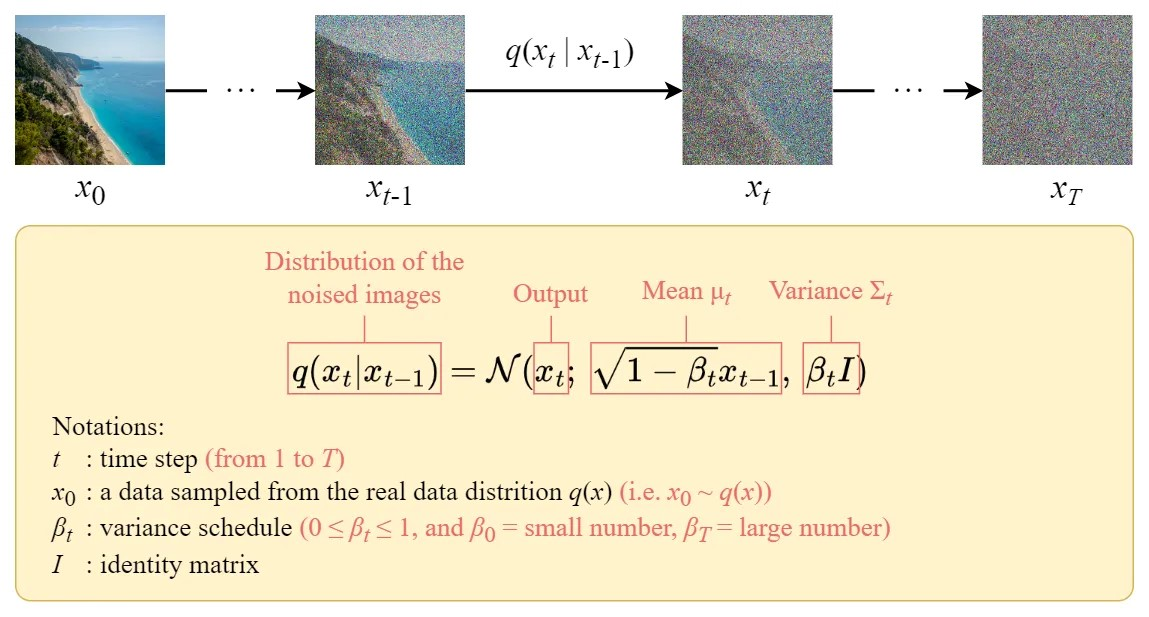 q(xₜ | xₜ₋₁)
··· ···
x₀ xₜ₋₁ xₜ x_T
Distribution of the
noised images
Output
Mean μₜ
Variance Σₜ
q(xₜ|xₜ₋₁) = 𝒩(xₜ; √(1 − βₜ)xₜ₋₁, βₜI)
Notations:
t : time step (from 1 to T)
x₀ : a data sampled from the real data distrition q(x) (i.e. x₀ ~ q(x))
βₜ : variance schedule (0 ≤ βₜ ≤ 1, and β₀ = small number, β_T = large number)
I : identity matrix